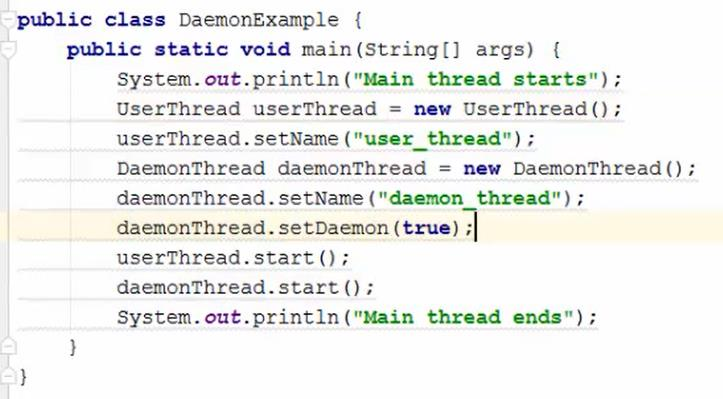 public class DaemonExample {
    public static void main(String[] args) {
        System.out.println("Main thread starts");
        UserThread userThread = new UserThread();
        userThread.setName("user_thread");
        DaemonThread daemonThread = new DaemonThread();
        daemonThread.setName("daemon_thread");
        daemonThread.setDaemon(true);
        userThread.start();
        daemonThread.start();
        System.out.println("Main thread ends");
    }
}